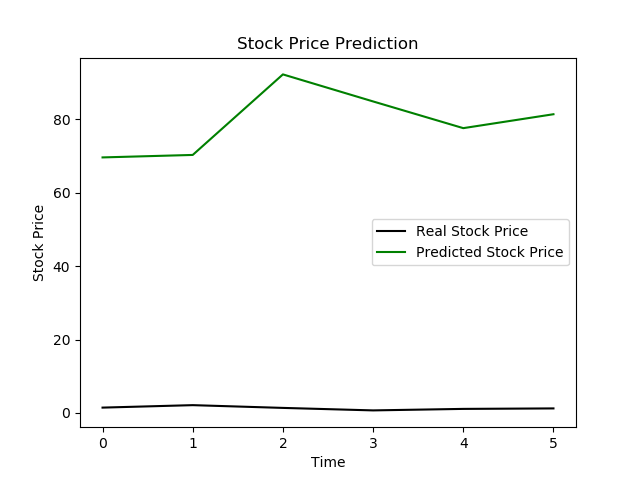 Stock Price Prediction
Stock Price
80
60
40
20
0
Real Stock Price
Predicted Stock Price
0 1 2 3 4 5
Time